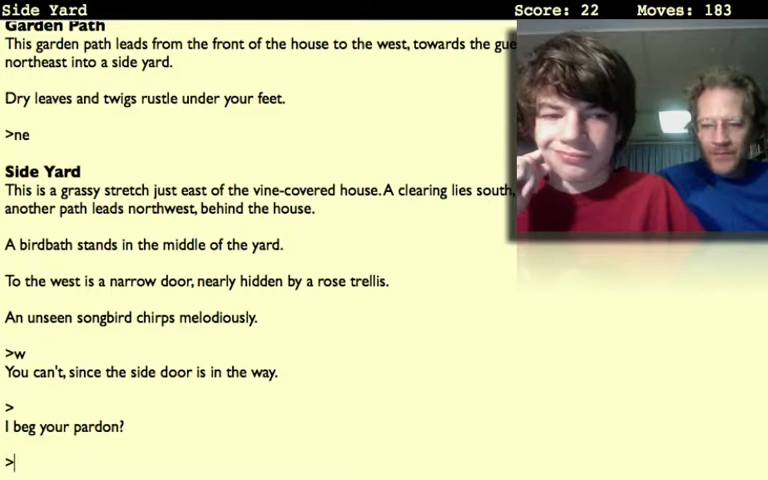 Side Yard Score: 22 Moves: 183
Garden Path
This garden path leads from the front of the house to the west, towards the
northeast into a side yard.
Dry leaves and twigs rustle under your feet.
>ne
Side Yard
This is a grassy stretch just east of the vine-covered house. A clearing lies south,
another path leads northwest, behind the house.
A birdbath stands in the middle of the yard.
To the west is a narrow door, nearly hidden by a rose trellis.
An unseen songbird chirps melodiously.
>w
You can't, since the side door is in the way.
>
I beg your pardon?
>